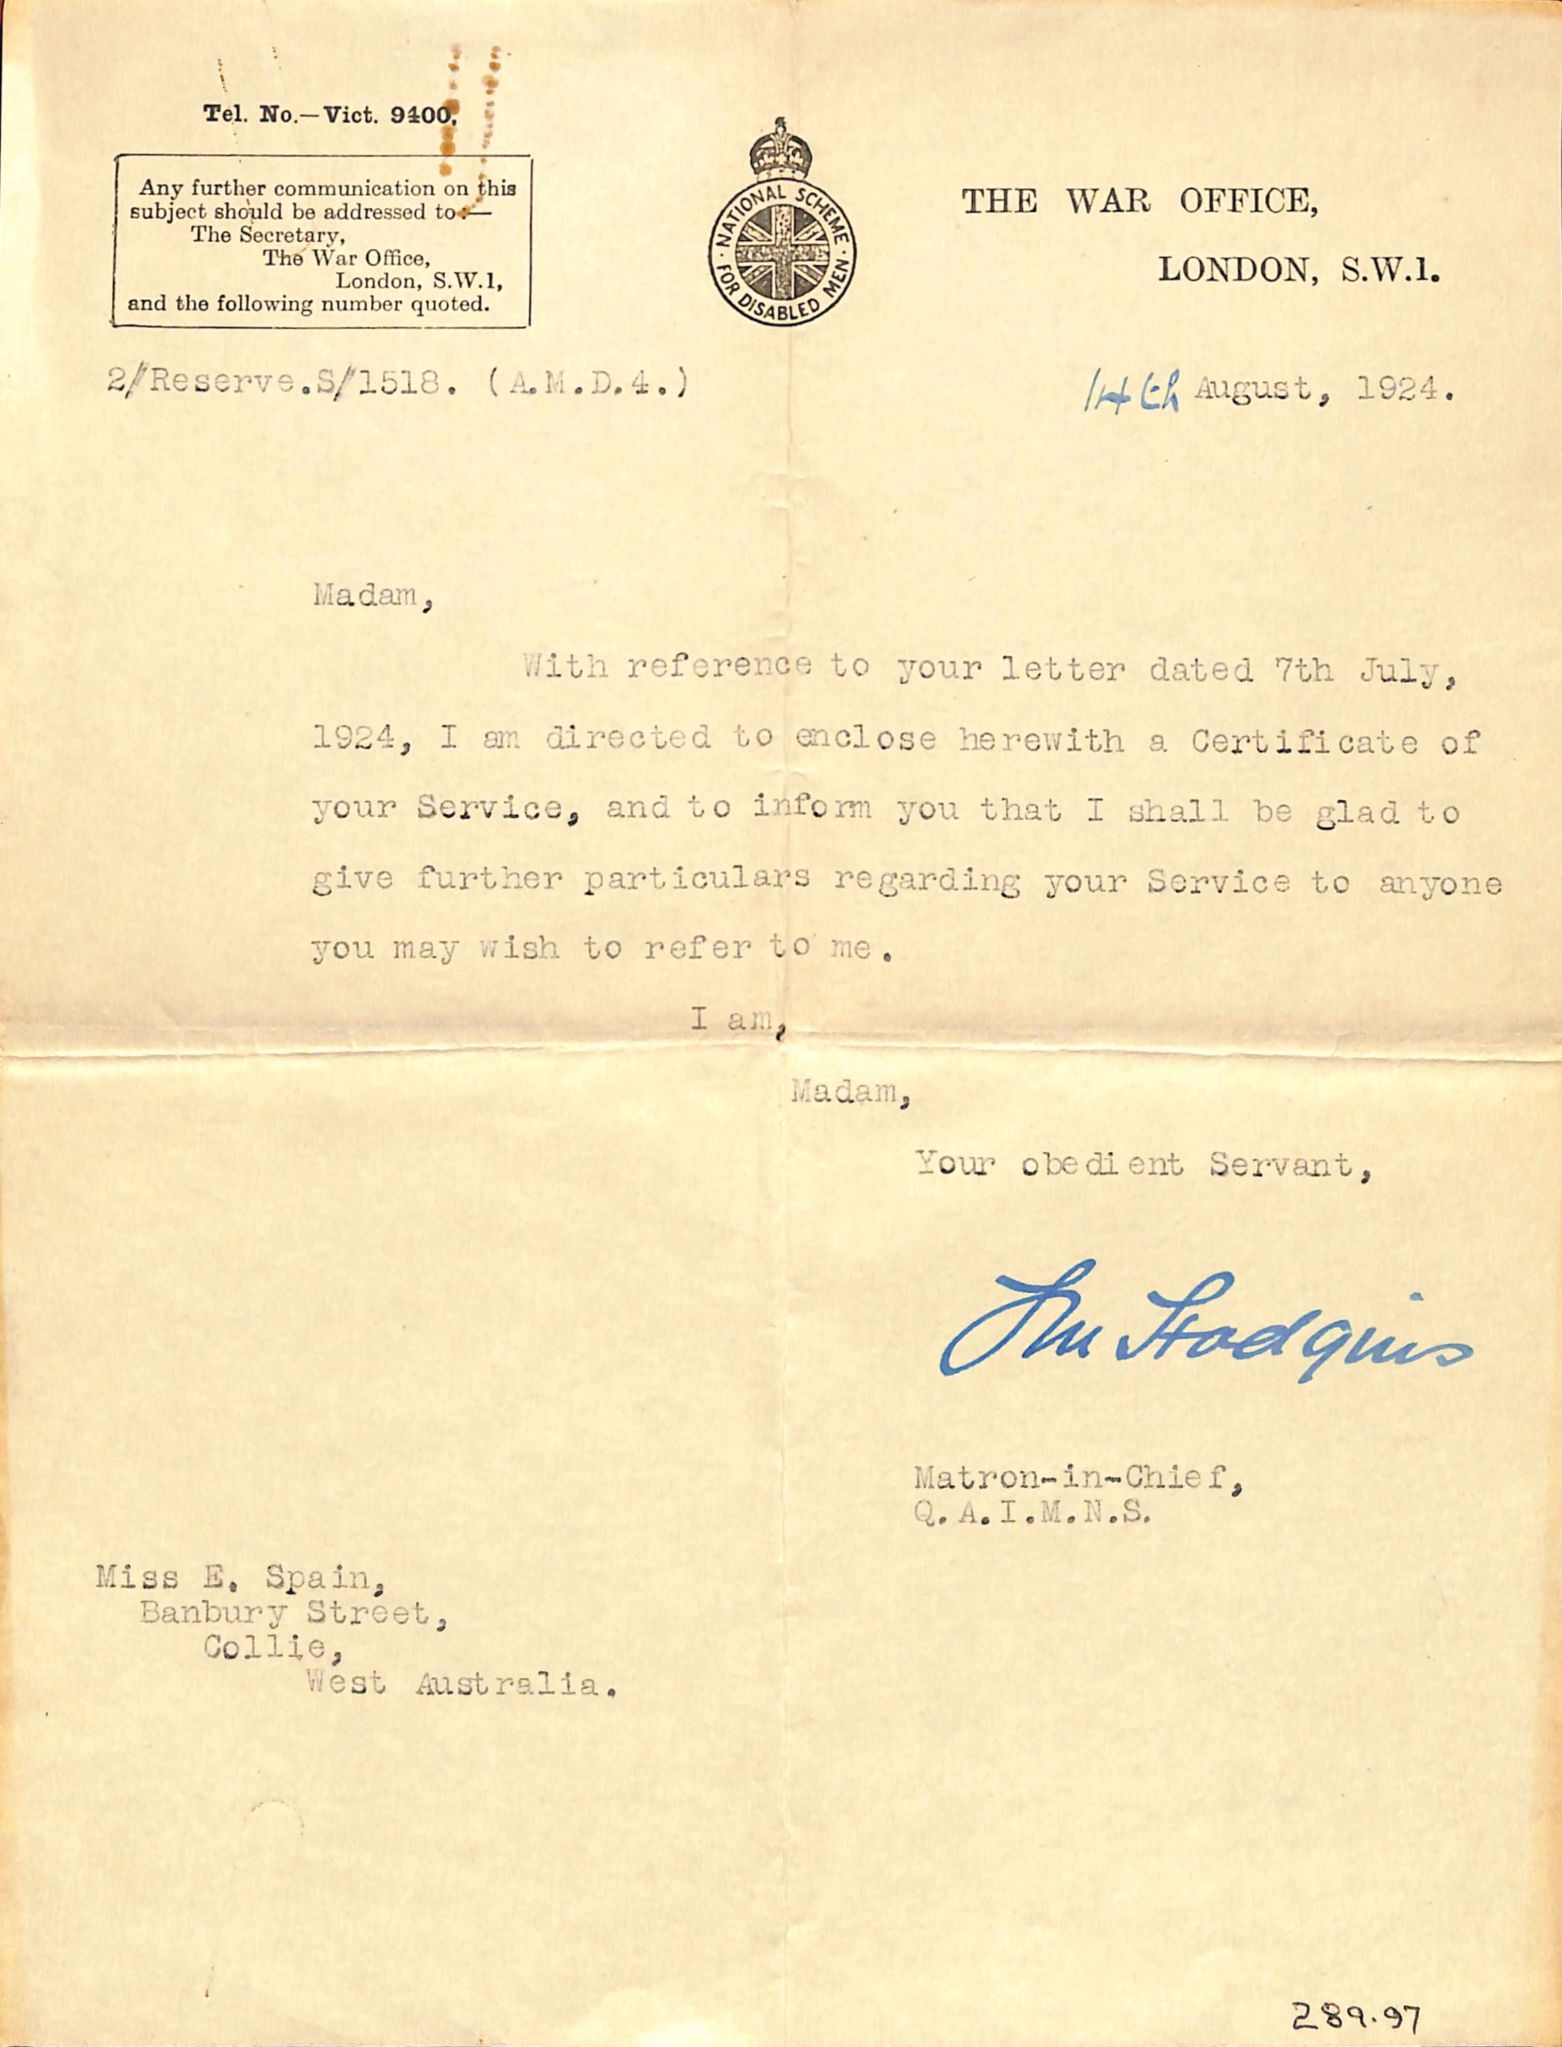 Tel. No.—Vict. 9400.
Any further communication on this
subject should be addressed to:—
The Secretary,
The War Office,
London, S.W.1,
and the following number quoted.
NATIONAL SCHEME
FOR DISABLED MEN
THE WAR OFFICE,
LONDON, S.W.1.
2/Reserve.S/1518. (A.M.D.4.)
14th August, 1924.
Madam,
With reference to your letter dated 7th July,
1924, I am directed to enclose herewith a Certificate of
your Service, and to inform you that I shall be glad to
give further particulars regarding your Service to anyone
you may wish to refer to me.
I am,
Madam,
Your obedient Servant,
Hodgins
Matron-in-Chief,
Q.A.I.M.N.S.
Miss E. Spain,
Banbury Street,
Collie,
West Australia.
289.97